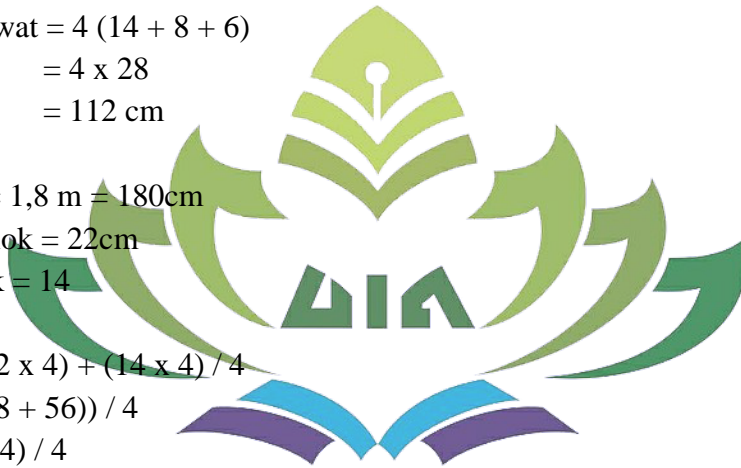 wat = 4 (14 + 8 + 6)
= 4 x 28
= 112 cm
1,8 m = 180cm
ok = 22cm
k = 14
2 x 4) + (14 x 4) / 4
8 + 56)) / 4
4) / 4